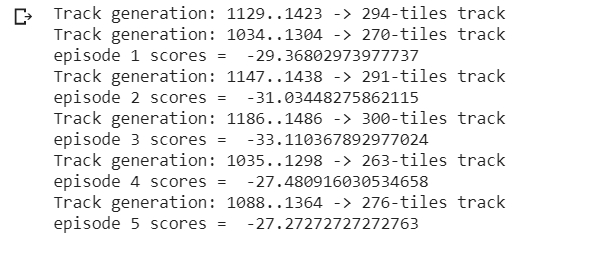 Track generation: 1129..1423 -> 294-tiles track
Track generation: 1034..1304 -> 270-tiles track
episode 1 scores =  -29.36802973977737
Track generation: 1147..1438 -> 291-tiles track
episode 2 scores =  -31.03448275862115
Track generation: 1186..1486 -> 300-tiles track
episode 3 scores =  -33.110367892977024
Track generation: 1035..1298 -> 263-tiles track
episode 4 scores =  -27.480916030534658
Track generation: 1088..1364 -> 276-tiles track
episode 5 scores =  -27.27272727272763